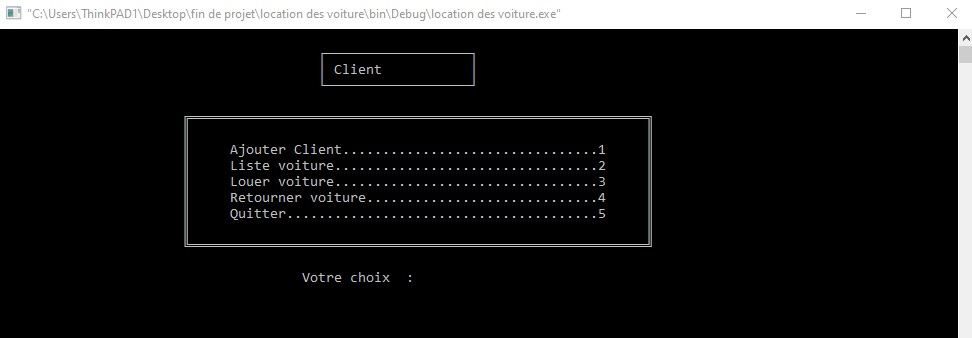 "C:\Users\ThinkPAD1\Desktop\fin de projet\location des voiture\bin\Debug\location des voiture.exe"
Client
Ajouter Client................................1
Liste voiture.................................2
Louer voiture.................................3
Retourner voiture.............................4
Quitter.......................................5
Votre choix  :